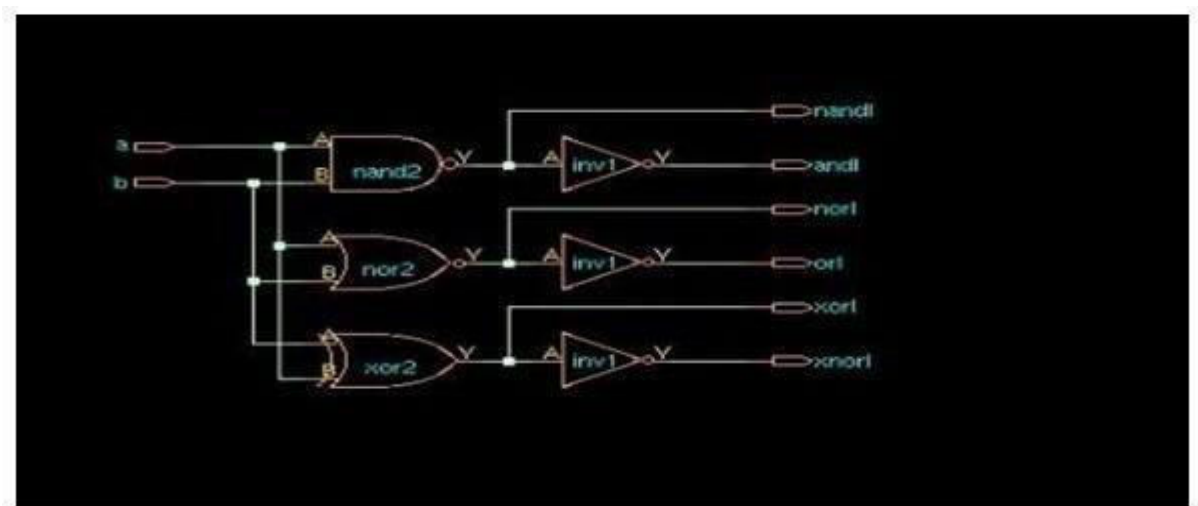 nandl
a A Y A Y
inv1 andl
b B nand2
norl
A Y A Y
B nor2 inv1 orl
xorl
A Y A Y
B xor2 inv1 xnorl